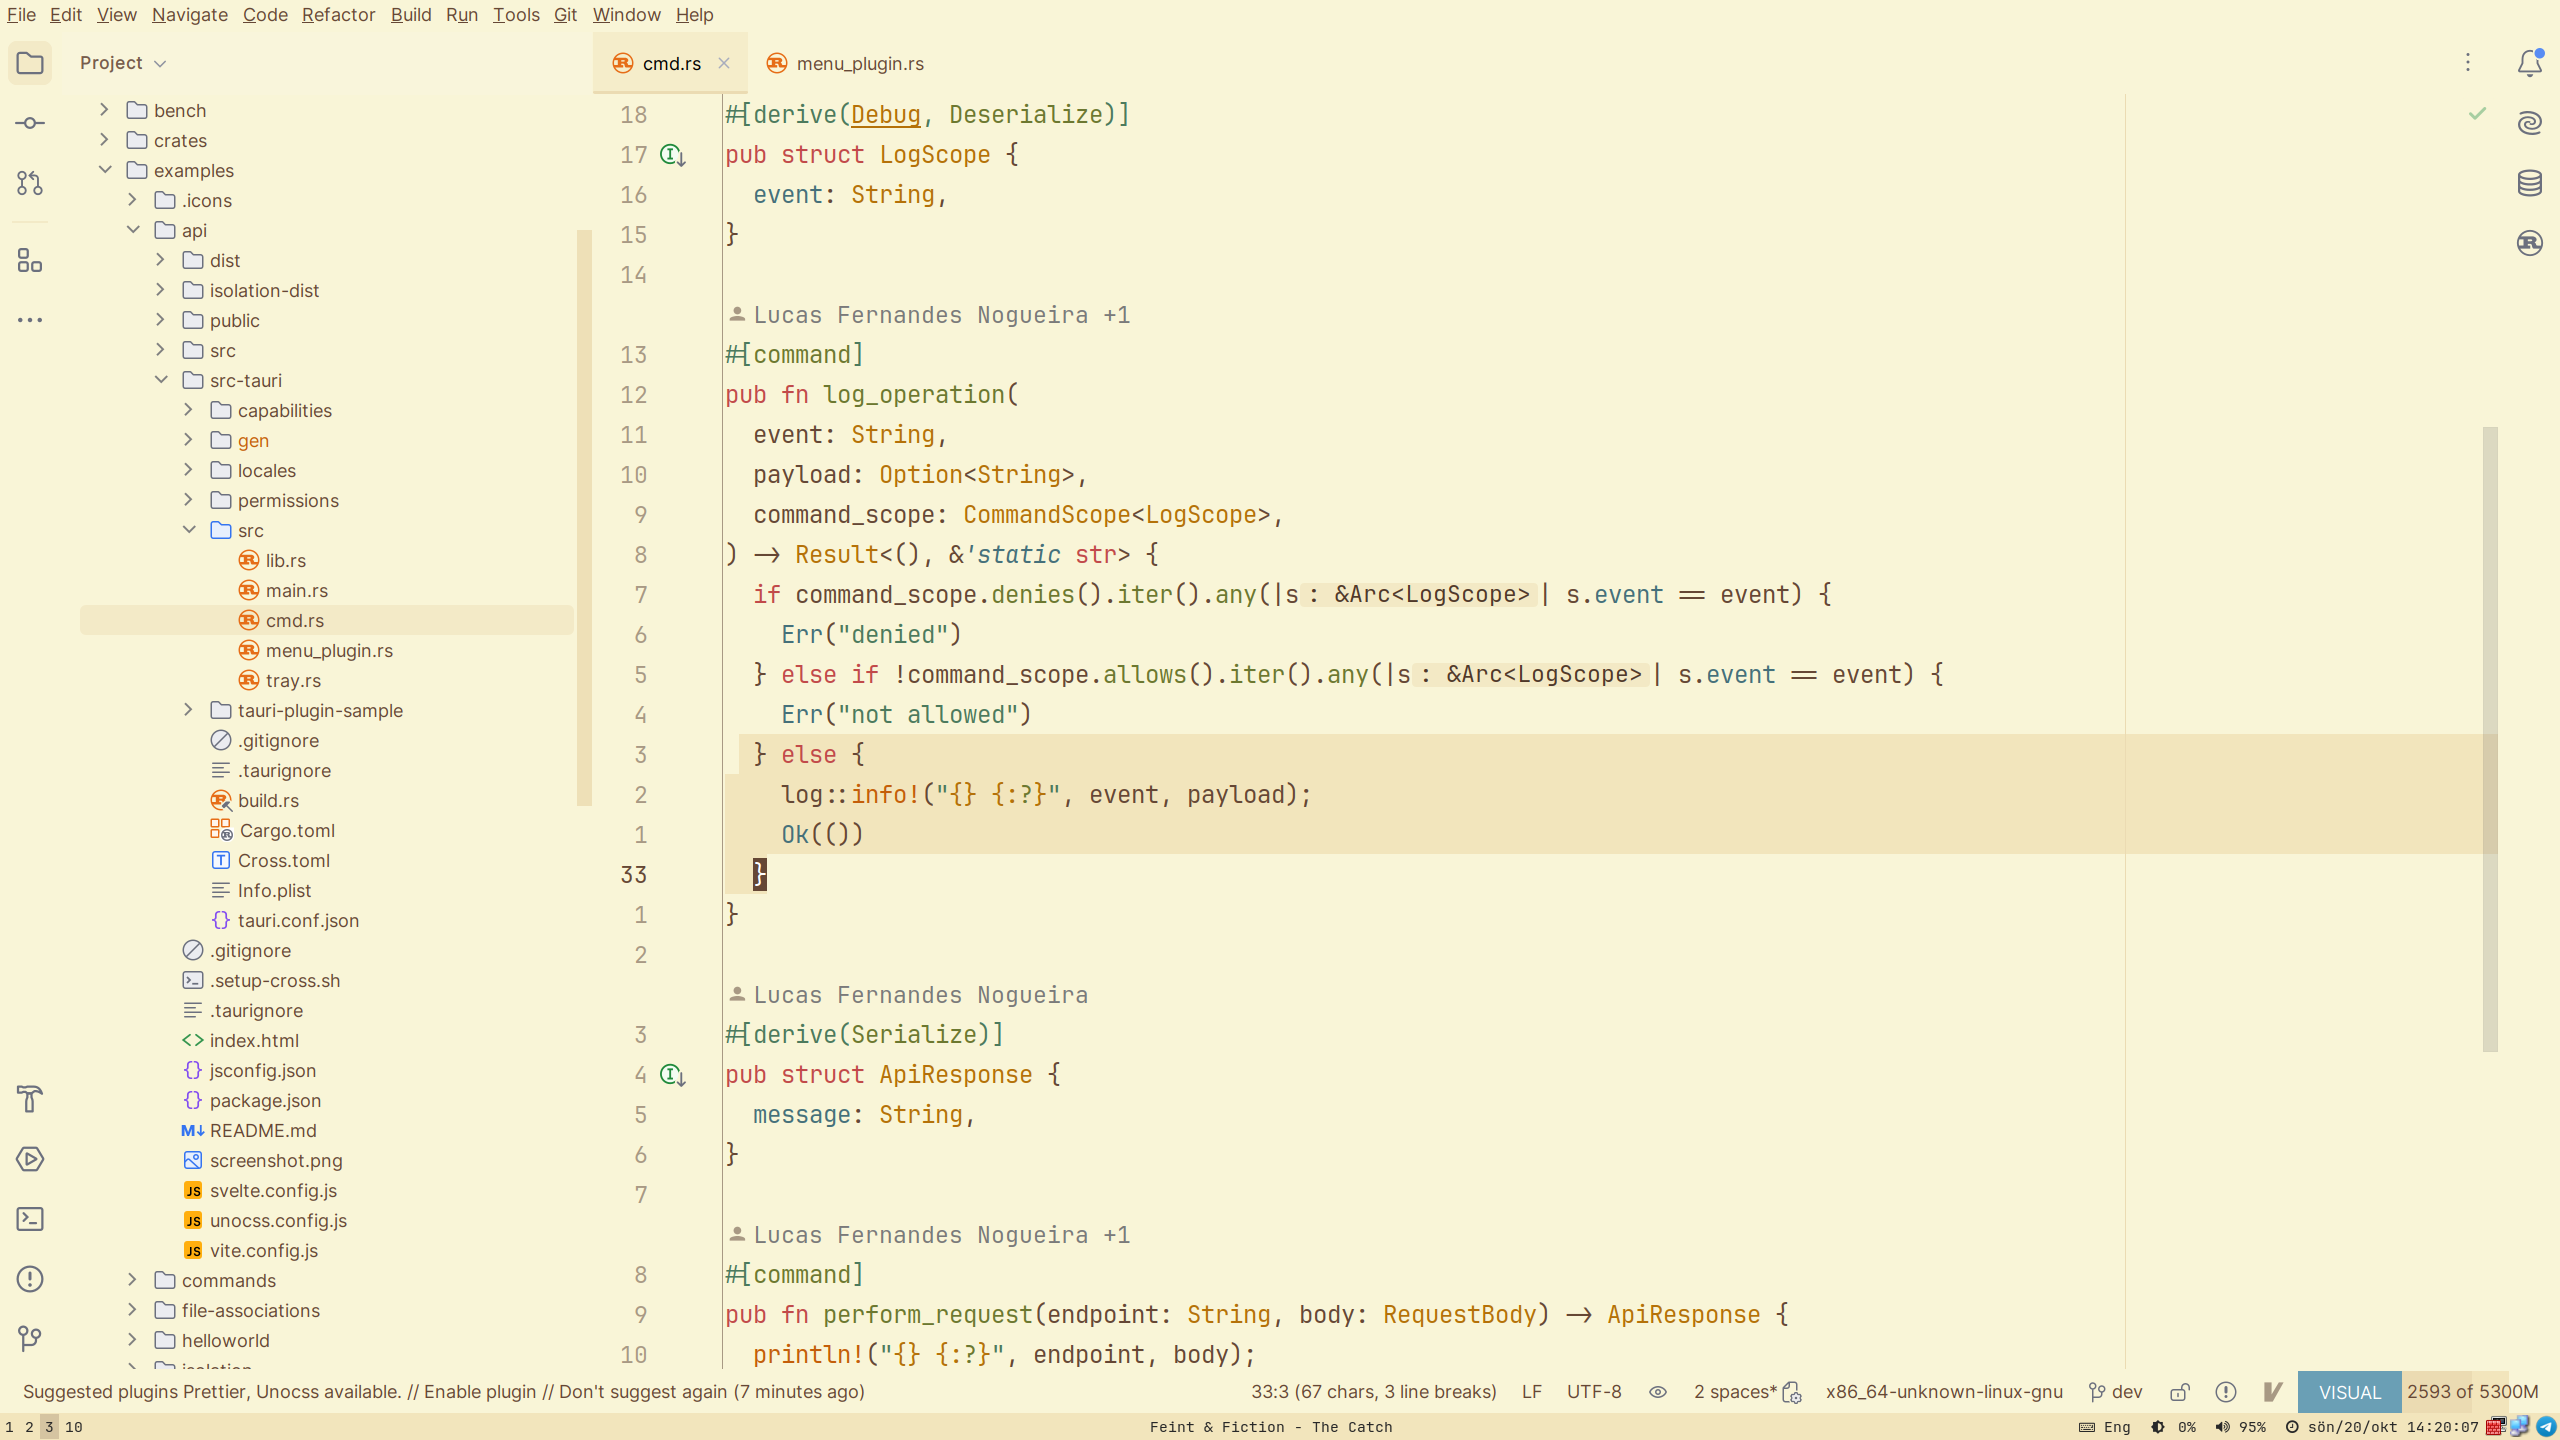 File Edit View Navigate Code Refactor Build Run Tools Git Window Help
Project
cmd.rs
menu_plugin.rs
bench
crates
examples
.icons
api
dist
isolation-dist
public
src
src-tauri
capabilities
gen
locales
permissions
src
lib.rs
main.rs
cmd.rs
menu_plugin.rs
tray.rs
tauri-plugin-sample
.gitignore
.taurignore
build.rs
Cargo.toml
Cross.toml
Info.plist
tauri.conf.json
.gitignore
.setup-cross.sh
.taurignore
index.html
jsconfig.json
package.json
README.md
screenshot.png
svelte.config.js
unocss.config.js
vite.config.js
commands
file-associations
helloworld
isolation
18 #[derive(Debug, Deserialize)]
17 pub struct LogScope {
16 event: String,
15 }
14
Lucas Fernandes Nogueira +1
13 #[command]
12 pub fn log_operation(
11 event: String,
10 payload: Option<String>,
9 command_scope: CommandScope<LogScope>,
8 ) -> Result<(), &'static str> {
7 if command_scope.denies().iter().any(|s: &Arc<LogScope>| s.event == event) {
6 Err("denied")
5 } else if !command_scope.allows().iter().any(|s: &Arc<LogScope>| s.event == event) {
4 Err("not allowed")
3 } else {
2 log::info!("{} {:?}", event, payload);
1 Ok(())
33 }
1 }
2
Lucas Fernandes Nogueira
3 #[derive(Serialize)]
4 pub struct ApiResponse {
5 message: String,
6 }
7
Lucas Fernandes Nogueira +1
8 #[command]
9 pub fn perform_request(endpoint: String, body: RequestBody) -> ApiResponse {
10 println!("{} {:?}", endpoint, body);
Suggested plugins Prettier, Unocss available. // Enable plugin // Don't suggest again (7 minutes ago)
33:3 (67 chars, 3 line breaks) LF UTF-8 2 spaces* x86_64-unknown-linux-gnu dev VISUAL 2593 of 5300M
1 2 3 10
Feint & Fiction - The Catch
Eng 0% 95% sön/20/okt 14:20:07